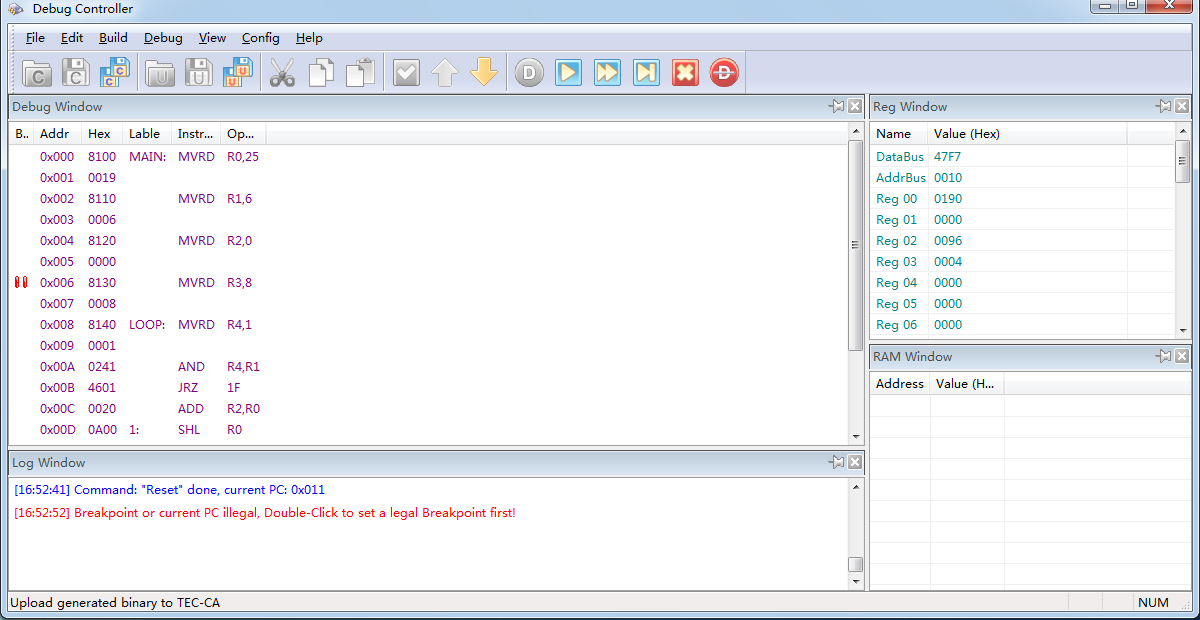 Debug Controller
File Edit Build Debug View Config Help
C C C C U U U U D D
Debug Window
B.. Addr Hex Lable Instr... Op...
0x000 8100 MAIN: MVRD R0,25
0x001 0019
0x002 8110 MVRD R1,6
0x003 0006
0x004 8120 MVRD R2,0
0x005 0000
0x006 8130 MVRD R3,8
0x007 0008
0x008 8140 LOOP: MVRD R4,1
0x009 0001
0x00A 0241 AND R4,R1
0x00B 4601 JRZ 1F
0x00C 0020 ADD R2,R0
0x00D 0A00 1: SHL R0
Reg Window
Name Value (Hex)
DataBus 47F7
AddrBus 0010
Reg 00 0190
Reg 01 0000
Reg 02 0096
Reg 03 0004
Reg 04 0000
Reg 05 0000
Reg 06 0000
RAM Window
Address Value (H...
Log Window
[16:52:41] Command: "Reset" done, current PC: 0x011
[16:52:52] Breakpoint or current PC illegal, Double-Click to set a legal Breakpoint first!
Upload generated binary to TEC-CA
NUM